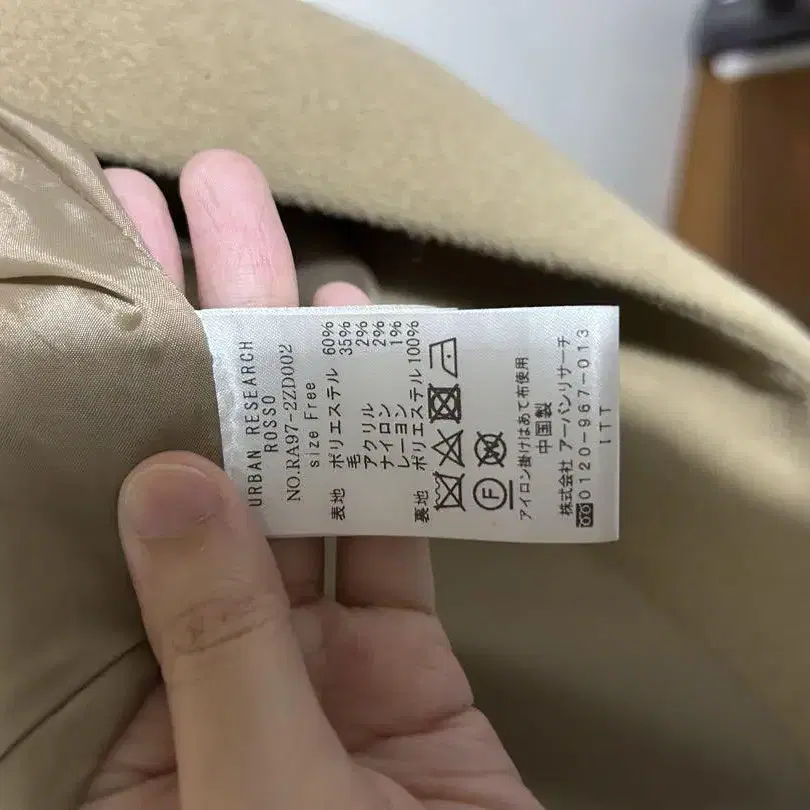 URBAN RESEARCH
ROSSO
NO.RA97-2ZD002
size Free
表地 ポリエステル 60%
毛 35%
アクリル 2%
ナイロン 2%
レーヨン 1%
裏地 ポリエステル100%
F
アイロン掛けはあて布使用
中国製
株式会社 アーバンリサーチ
0120-967-013
ITT